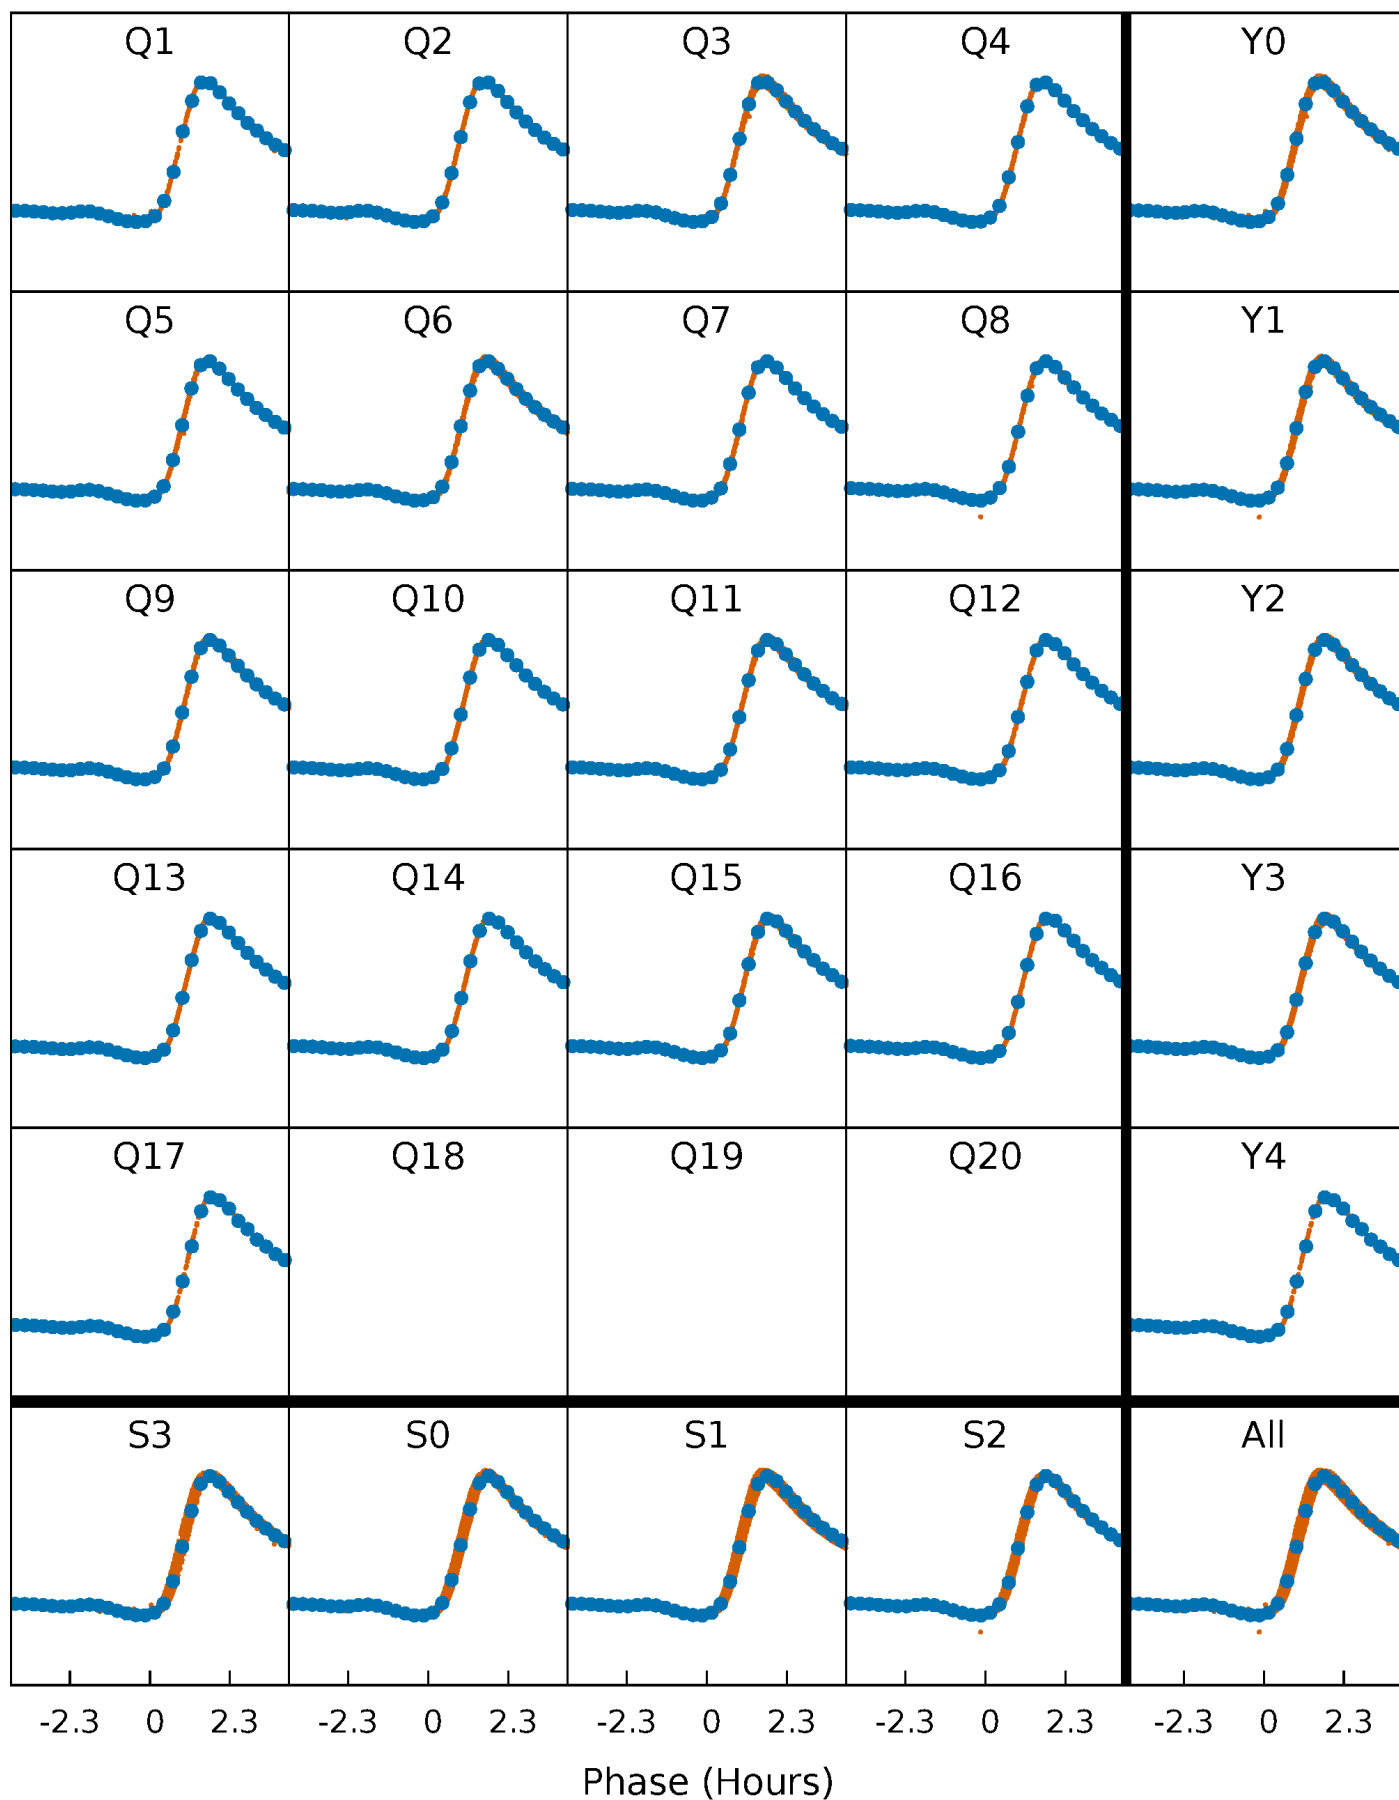 Q1 Q2 Q3 Q4 Y0
Q5 Q6 Q7 Q8 Y1
Q9 Q10 Q11 Q12 Y2
Q13 Q14 Q15 Q16 Y3
Q17 Q18 Q19 Q20 Y4
S3 S0 S1 S2 All
-2.3 0 2.3 -2.3 0 2.3 -2.3 0 2.3 -2.3 0 2.3 -2.3 0 2.3
Phase (Hours)